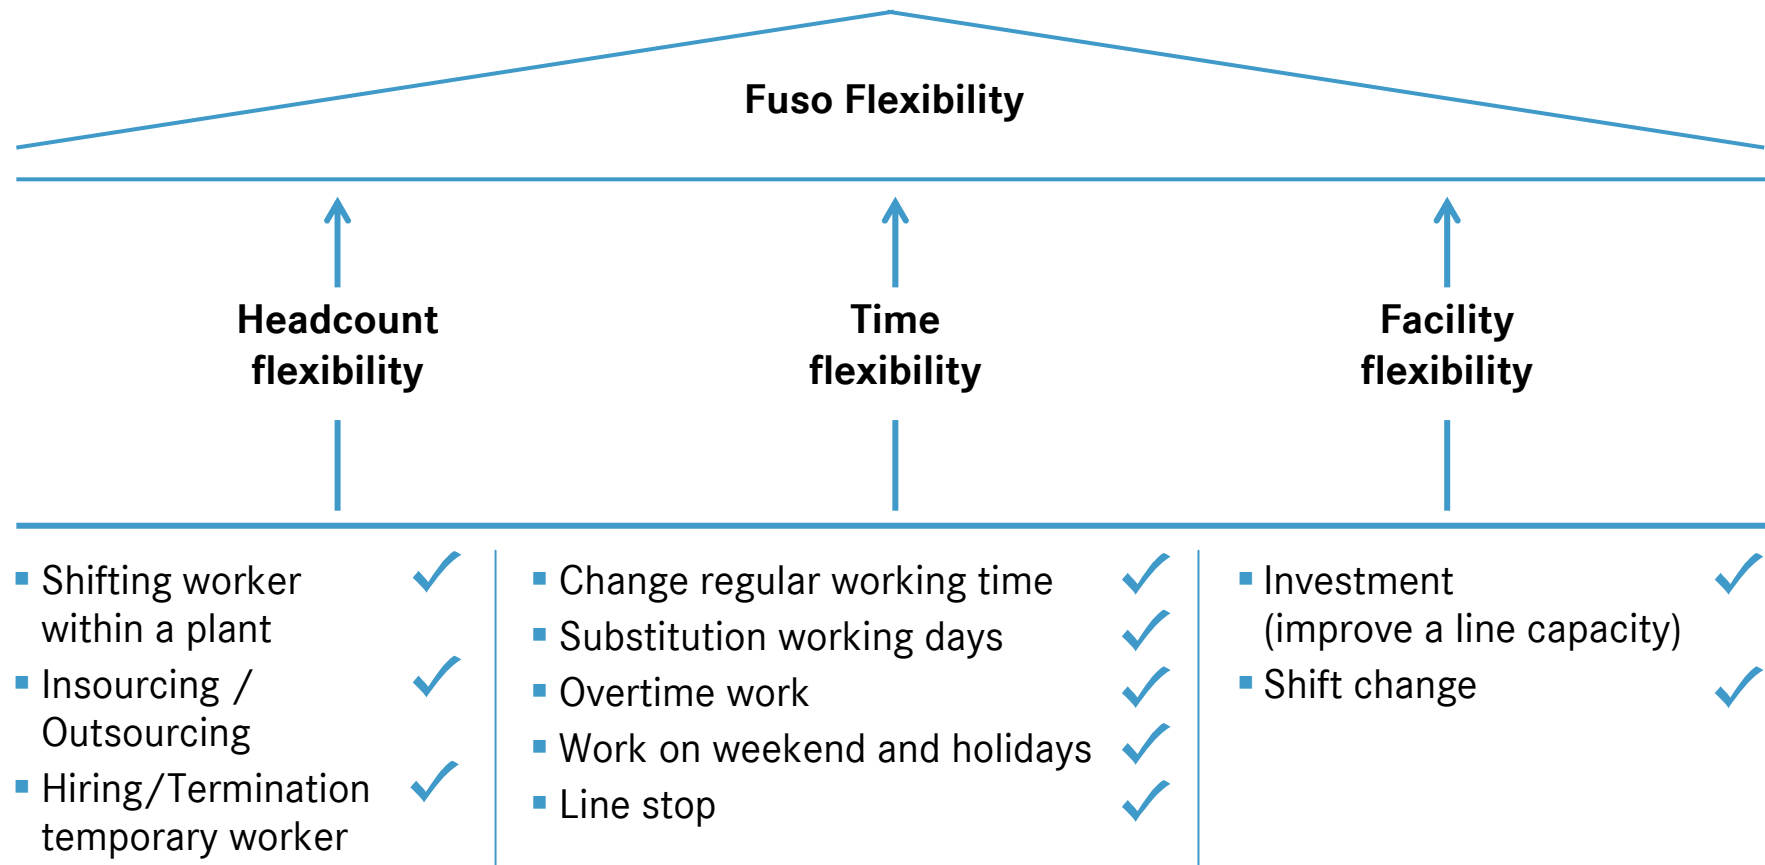 Fuso Flexibility
Headcount
flexibility
Time
flexibility
Facility
flexibility
Shifting worker
within a plant
Insourcing /
Outsourcing
Hiring/Termination
temporary worker
Change regular working time
Substitution working days
Overtime work
Work on weekend and holidays
Line stop
Investment
(improve a line capacity)
Shift change